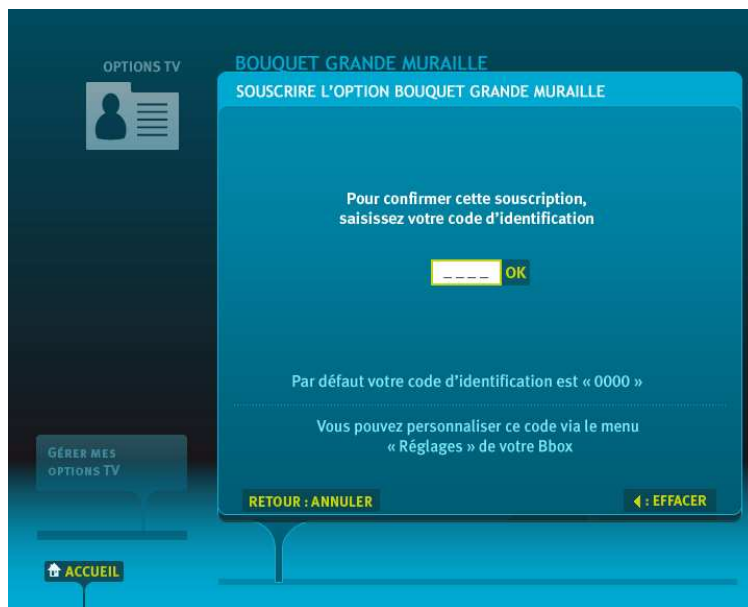 OPTIONS TV
BOUQUET GRANDE MURAILLE
SOUSCRIRE L'OPTION BOUQUET GRANDE MURAILLE
Pour confirmer cette souscription,
saisissez votre code d'identification
_ _ _ _ OK
Par défaut votre code d'identification est « 0000 »
Vous pouvez personnaliser ce code via le menu
« Réglages » de votre Bbox
GÉRER MES
OPTIONS TV
RETOUR : ANNULER
: EFFACER
ACCUEIL